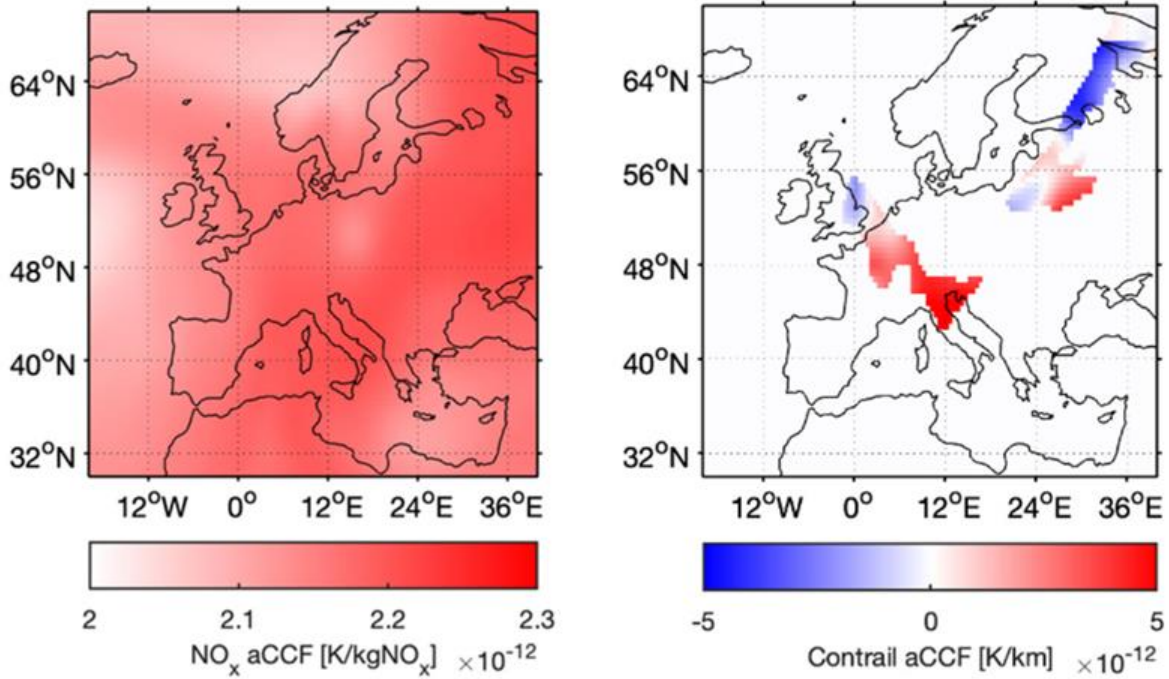 64°N
56°N
48°N
40°N
32°N
12°W 0° 12°E 24°E 36°E
2 2.1 2.2 2.3
NOx aCCF [K/kgNOx] ×10-12
64°N
56°N
48°N
40°N
32°N
12°W 0° 12°E 24°E 36°E
-5 0 5
Contrail aCCF [K/km] ×10-12